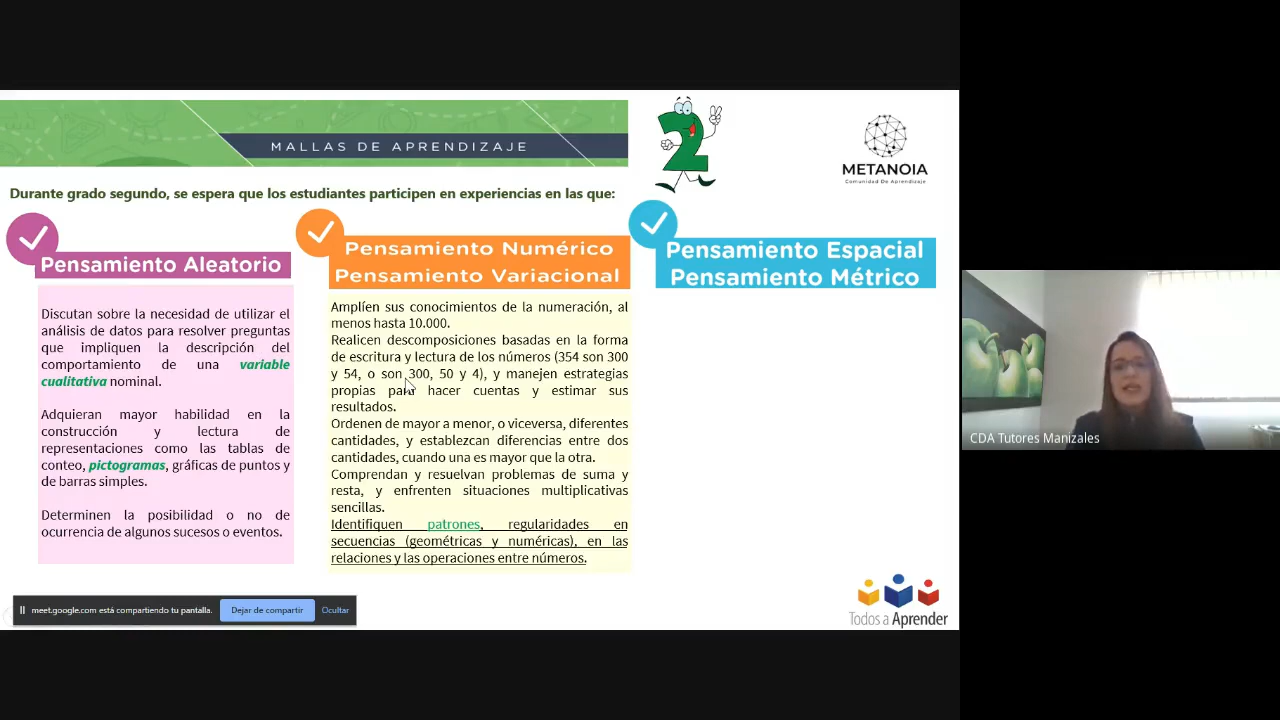 MALLAS DE APRENDIZAJE
2
METANOIA
Comunidad De Aprendizaje
Durante grado segundo, se espera que los estudiantes participen en experiencias en las que:
Pensamiento Aleatorio
Discutan sobre la necesidad de utilizar el
análisis de datos para resolver preguntas
que impliquen la descripción del
comportamiento de una variable
cualitativa nominal.
Adquieran mayor habilidad en la
construcción y lectura de
representaciones como las tablas de
conteo, pictogramas, gráficas de puntos y
de barras simples.
Determinen la posibilidad o no de
ocurrencia de algunos sucesos o eventos.
Pensamiento Numérico
Pensamiento Variacional
Amplíen sus conocimientos de la numeración, al
menos hasta 10.000.
Realicen descomposiciones basadas en la forma
de escritura y lectura de los números (354 son 300
y 54, o son 300, 50 y 4), y manejen estrategias
propias para hacer cuentas y estimar sus
resultados.
Ordenen de mayor a menor, o viceversa, diferentes
cantidades, y establezcan diferencias entre dos
cantidades, cuando una es mayor que la otra.
Comprendan y resuelvan problemas de suma y
resta, y enfrenten situaciones multiplicativas
sencillas.
Identifiquen patrones, regularidades en
secuencias (geométricas y numéricas), en las
relaciones y las operaciones entre números.
Pensamiento Espacial
Pensamiento Métrico
CDA Tutores Manizales
meet.google.com está compartiendo tu pantalla. Dejar de compartir Ocultar
Todos a Aprender